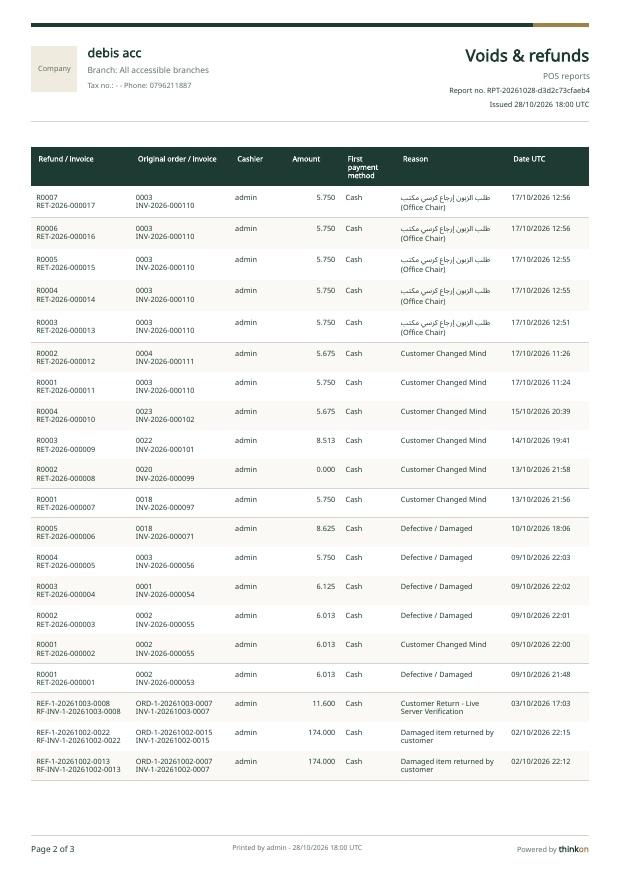 Company
debis acc
Branch: All accessible branches
Tax no.: - - Phone: 0796211887
Voids & refunds
POS reports
Report no. RPT-20261028-d3d2c73cfaeb4
Issued 28/10/2026 18:00 UTC
Refund / invoice Original order / invoice Cashier Amount First payment method Reason Date UTC
R0007 0003 admin 5.750 Cash طلب الزبون إرجاع كرسي مكتب 17/10/2026 12:56
RET-2026-000017 INV-2026-000110 (Office Chair)
R0006 0003 admin 5.750 Cash طلب الزبون إرجاع كرسي مكتب 17/10/2026 12:56
RET-2026-000016 INV-2026-000110 (Office Chair)
R0005 0003 admin 5.750 Cash طلب الزبون إرجاع كرسي مكتب 17/10/2026 12:55
RET-2026-000015 INV-2026-000110 (Office Chair)
R0004 0003 admin 5.750 Cash طلب الزبون إرجاع كرسي مكتب 17/10/2026 12:55
RET-2026-000014 INV-2026-000110 (Office Chair)
R0003 0003 admin 5.750 Cash طلب الزبون إرجاع كرسي مكتب 17/10/2026 12:51
RET-2026-000013 INV-2026-000110 (Office Chair)
R0002 0004 admin 5.675 Cash Customer Changed Mind 17/10/2026 11:26
RET-2026-000012 INV-2026-000111
R0001 0003 admin 5.750 Cash Customer Changed Mind 17/10/2026 11:24
RET-2026-000011 INV-2026-000110
R0004 0023 admin 5.675 Cash Customer Changed Mind 15/10/2026 20:39
RET-2026-000010 INV-2026-000102
R0003 0022 admin 8.513 Cash Customer Changed Mind 14/10/2026 19:41
RET-2026-000009 INV-2026-000101
R0002 0020 admin 0.000 Cash Customer Changed Mind 13/10/2026 21:58
RET-2026-000008 INV-2026-000099
R0001 0018 admin 5.750 Cash Customer Changed Mind 13/10/2026 21:56
RET-2026-000007 INV-2026-000097
R0005 0018 admin 8.625 Cash Defective / Damaged 10/10/2026 18:06
RET-2026-000006 INV-2026-000071
R0004 0003 admin 5.750 Cash Defective / Damaged 09/10/2026 22:03
RET-2026-000005 INV-2026-000056
R0003 0001 admin 6.125 Cash Defective / Damaged 09/10/2026 22:02
RET-2026-000004 INV-2026-000054
R0002 0002 admin 6.013 Cash Defective / Damaged 09/10/2026 22:01
RET-2026-000003 INV-2026-000055
R0001 0002 admin 6.013 Cash Customer Changed Mind 09/10/2026 22:00
RET-2026-000002 INV-2026-000055
R0001 0002 admin 6.013 Cash Defective / Damaged 09/10/2026 21:48
RET-2026-000001 INV-2026-000053
REF-1-20261003-0008 ORD-1-20261003-0007 admin 11.600 Cash Customer Return - Live 03/10/2026 17:03
RF-INV-1-20261003-0008 INV-1-20261003-0007 Server Verification
REF-1-20261002-0022 ORD-1-20261002-0015 admin 174.000 Cash Damaged item returned by 02/10/2026 22:15
RF-INV-1-20261002-0022 INV-1-20261002-0015 customer
REF-1-20261002-0013 ORD-1-20261002-0007 admin 174.000 Cash Damaged item returned by 02/10/2026 22:12
RF-INV-1-20261002-0013 INV-1-20261002-0007 customer
Page 2 of 3 Printed by admin - 28/10/2026 18:00 UTC Powered by thinkon